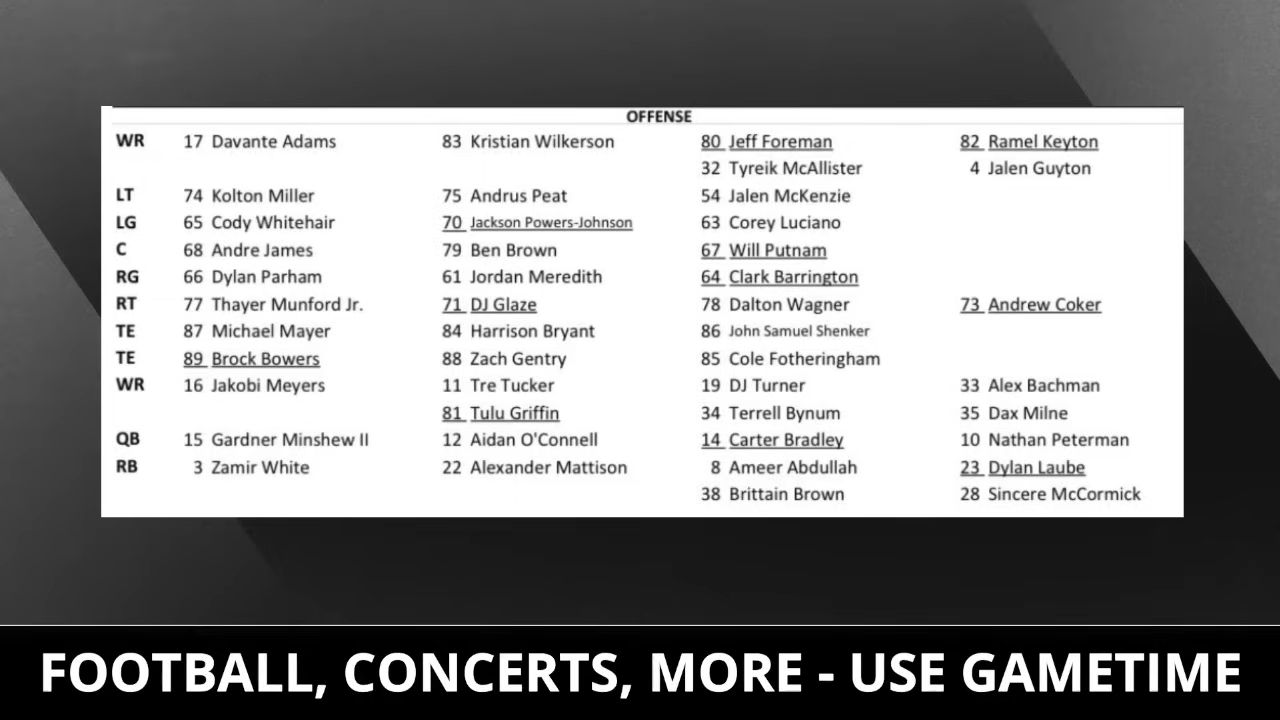 OFFENSE
WR 17 Davante Adams 83 Kristian Wilkerson 80 Jeff Foreman 82 Ramel Keyton
32 Tyreik McAllister 4 Jalen Guyton
LT 74 Kolton Miller 75 Andrus Peat 54 Jalen McKenzie
LG 65 Cody Whitehair 70 Jackson Powers-Johnson 63 Corey Luciano
C 68 Andre James 79 Ben Brown 67 Will Putnam
RG 66 Dylan Parham 61 Jordan Meredith 64 Clark Barrington
RT 77 Thayer Munford Jr. 71 DJ Glaze 78 Dalton Wagner 73 Andrew Coker
TE 87 Michael Mayer 84 Harrison Bryant 86 John Samuel Shenker
TE 89 Brock Bowers 88 Zach Gentry 85 Cole Fotheringham
WR 16 Jakobi Meyers 11 Tre Tucker 19 DJ Turner 33 Alex Bachman
81 Tulu Griffin 34 Terrell Bynum 35 Dax Milne
QB 15 Gardner Minshew II 12 Aidan O'Connell 14 Carter Bradley 10 Nathan Peterman
RB 3 Zamir White 22 Alexander Mattison 8 Ameer Abdullah 23 Dylan Laube
38 Brittain Brown 28 Sincere McCormick
FOOTBALL, CONCERTS, MORE - USE GAMETIME